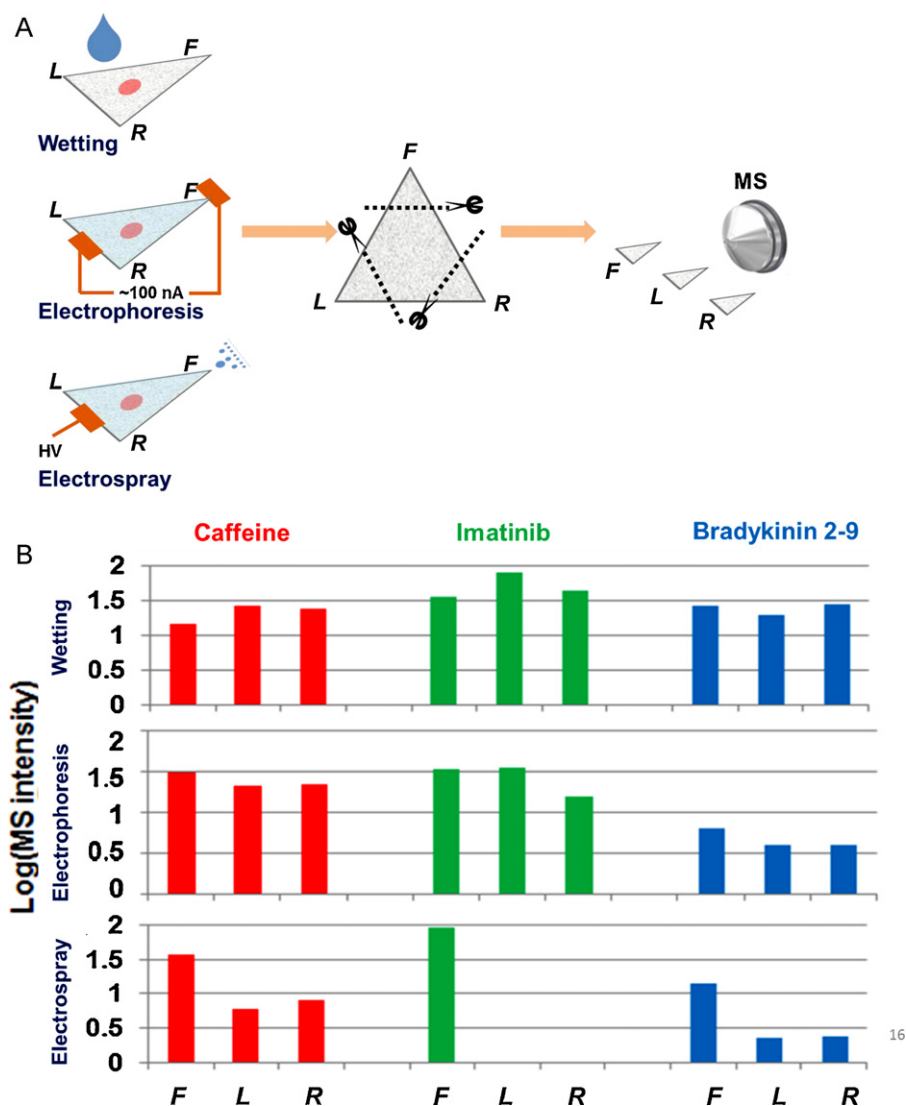 A
L
F
R
Wetting
L
F
R
~100 nA
Electrophoresis
L
F
R
HV
Electrospray
F
L
R
MS
F
L
R
B
Caffeine Imatinib Bradykinin 2-9
Log(MS intensity)
Wetting
2
1.5
1
0.5
0
Electrophoresis
2
1.5
1
0.5
0
Electrospray
2
1.5
1
0.5
0
F L R F L R F L R
16